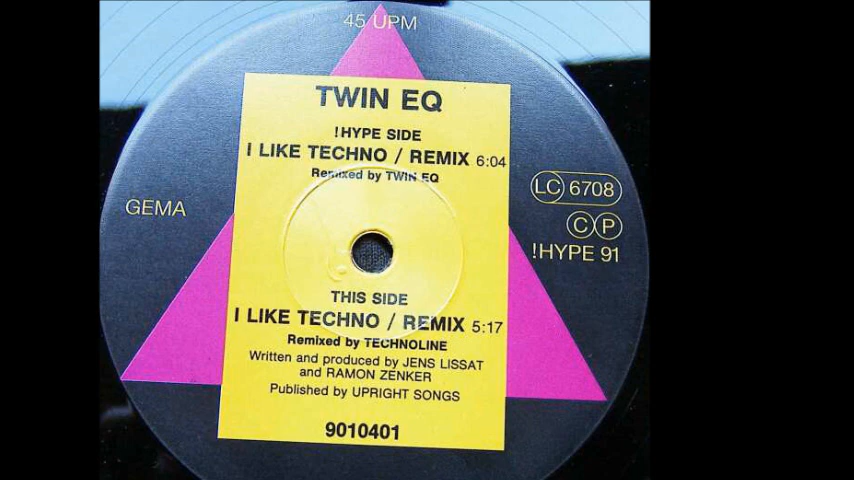 45 UPM
TWIN EQ
!HYPE SIDE
I LIKE TECHNO / REMIX 6:04
Remixed by TWIN EQ
GEMA
LC 6708
C P
!HYPE 91
THIS SIDE
I LIKE TECHNO / REMIX 5:17
Remixed by TECHNOLINE
Written and produced by JENS LISSAT
and RAMON ZENKER
Published by UPRIGHT SONGS
9010401